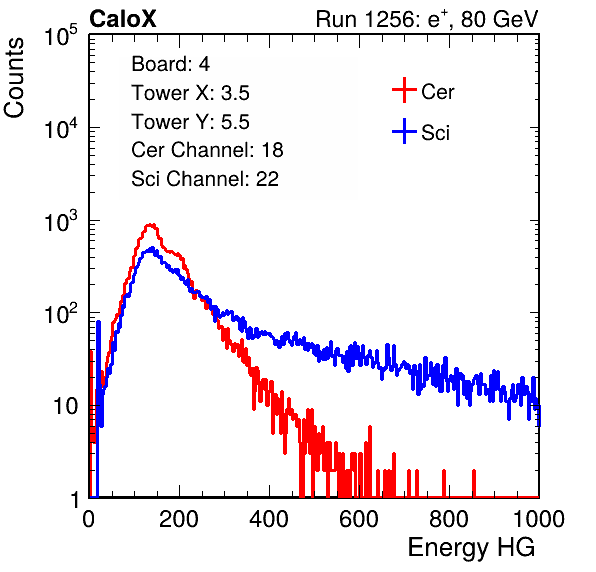 CaloX Run 1256: e⁺, 80 GeV
Counts
10⁵
10⁴
10³
10²
10
1
Board: 4
Tower X: 3.5
Tower Y: 5.5
Cer Channel: 18
Sci Channel: 22
Cer
Sci
0 200 400 600 800 1000
Energy HG